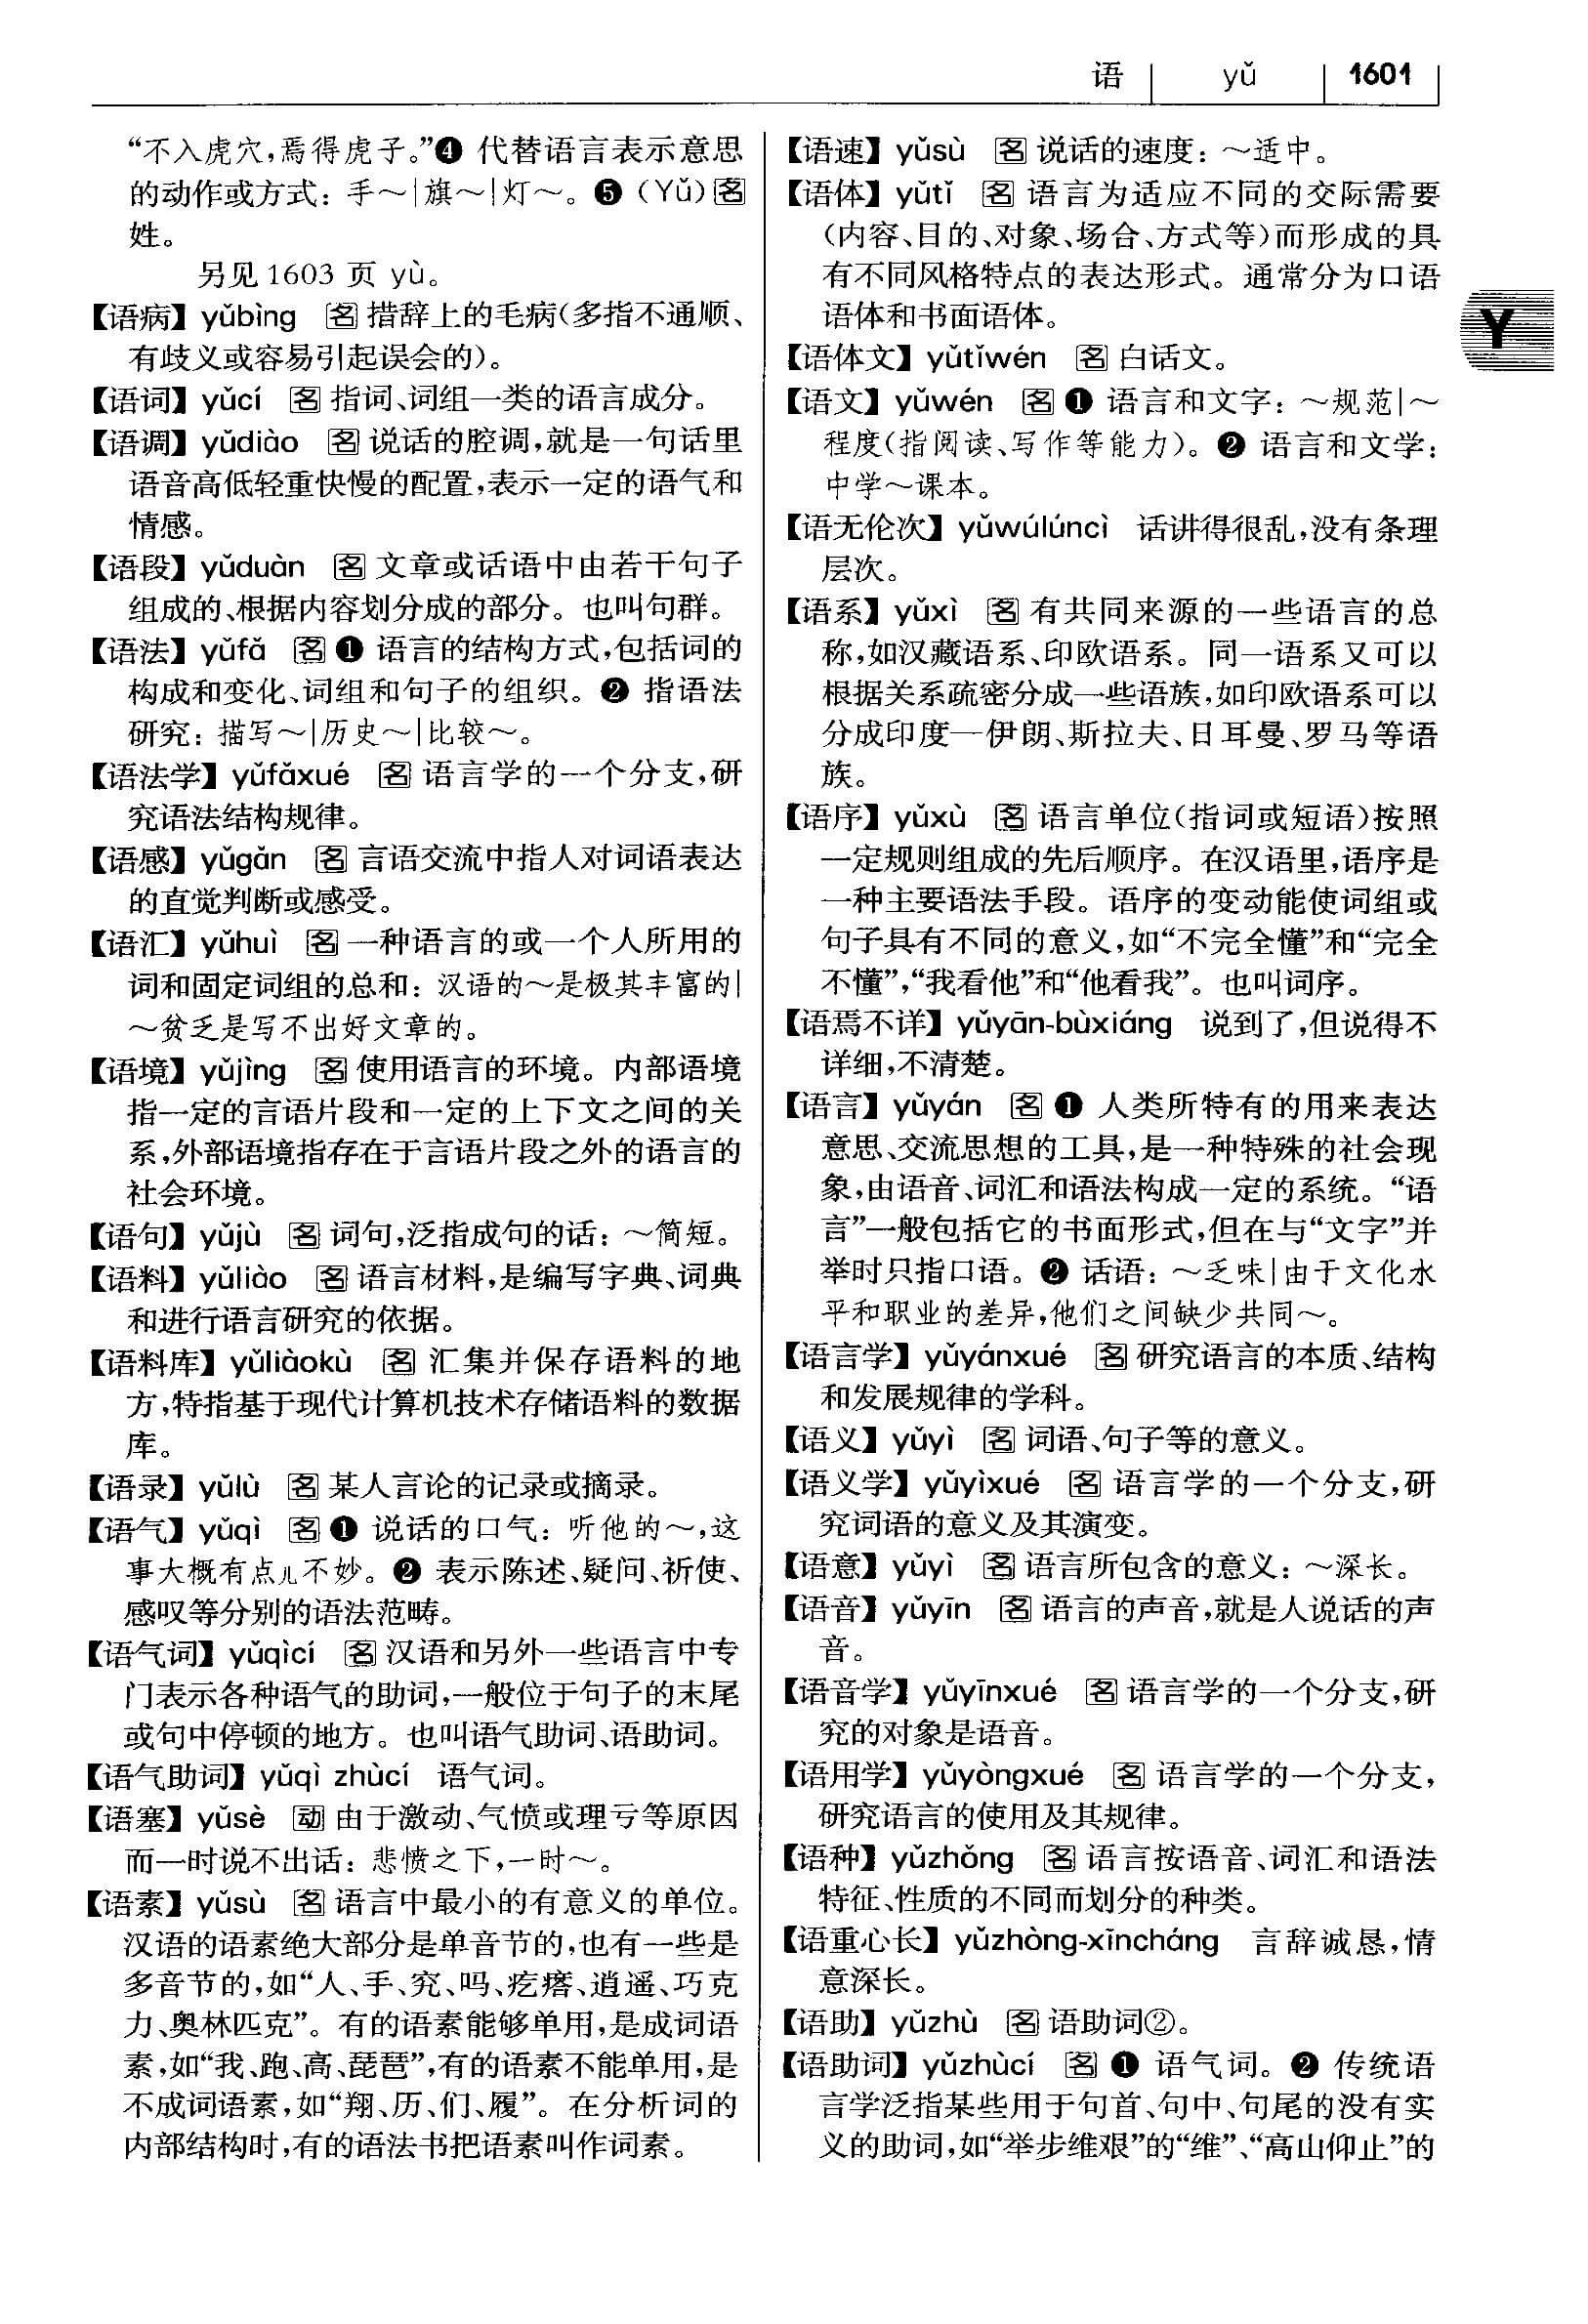 语 yǔ 1601
“不入虎穴，焉得虎子。”❹ 代替语言表示意思
的动作或方式：手～|旗～|灯～。❺（Yǔ）名
姓。
另见 1603 页 yù。
【语病】yǔbìng 名 措辞上的毛病（多指不通顺、
有歧义或容易引起误会的）。
【语词】yǔcí 名 指词、词组一类的语言成分。
【语调】yǔdiào 名 说话的腔调，就是一句话里
语音高低轻重快慢的配置，表示一定的语气和
情感。
【语段】yǔduàn 名 文章或话语中由若干句子
组成的、根据内容划分成的部分。也叫句群。
【语法】yǔfǎ 名 ❶ 语言的结构方式，包括词的
构成和变化、词组和句子的组织。❷ 指语法
研究：描写～|历史～|比较～。
【语法学】yǔfǎxué 名 语言学的一个分支，研
究语法结构规律。
【语感】yǔgǎn 名 言语交流中指人对词语表达
的直觉判断或感受。
【语汇】yǔhuì 名 一种语言的或一个人所用的
词和固定词组的总和：汉语的～是极其丰富的|
～贫乏是写不出好文章的。
【语境】yǔjìng 名 使用语言的环境。内部语境
指一定的言语片段和一定的上下文之间的关
系，外部语境指存在于言语片段之外的语言的
社会环境。
【语句】yǔjù 名 词句，泛指成句的话：～简短。
【语料】yǔliào 名 语言材料，是编写字典、词典
和进行语言研究的依据。
【语料库】yǔliàokù 名 汇集并保存语料的地
方，特指基于现代计算机技术存储语料的数据
库。
【语录】yǔlù 名 某人言论的记录或摘录。
【语气】yǔqì 名 ❶ 说话的口气：听他的～，这
事大概有点儿不妙。❷ 表示陈述、疑问、祈使、
感叹等分别的语法范畴。
【语气词】yǔqìcí 名 汉语和另外一些语言中专
门表示各种语气的助词，一般位于句子的末尾
或句中停顿的地方。也叫语气助词、语助词。
【语气助词】yǔqì zhùcí 语气词。
【语塞】yǔsè 动 由于激动、气愤或理亏等原因
而一时说不出话：悲愤之下，一时～。
【语素】yǔsù 名 语言中最小的有意义的单位。
汉语的语素绝大部分是单音节的，也有一些是
多音节的，如“人、手、究、吗、疙瘩、逍遥、巧克
力、奥林匹克”。有的语素能够单用，是成词语
素，如“我、跑、高、琵琶”，有的语素不能单用，是
不成词语素，如“翔、历、们、履”。在分析词的
内部结构时，有的语法书把语素叫作词素。
【语速】yǔsù 名 说话的速度：～适中。
【语体】yǔtǐ 名 语言为适应不同的交际需要
（内容、目的、对象、场合、方式等）而形成的具
有不同风格特点的表达形式。通常分为口语
语体和书面语体。
Y
【语体文】yǔtǐwén 名 白话文。
【语文】yǔwén 名 ❶ 语言和文字：～规范|～
程度（指阅读、写作等能力）。❷ 语言和文学：
中学～课本。
【语无伦次】yǔwúlúncì 话讲得很乱，没有条理
层次。
【语系】yǔxì 名 有共同来源的一些语言的总
称，如汉藏语系、印欧语系。同一语系又可以
根据关系疏密分成一些语族，如印欧语系可以
分成印度—伊朗、斯拉夫、日耳曼、罗马等语
族。
【语序】yǔxù 名 语言单位（指词或短语）按照
一定规则组成的先后顺序。在汉语里，语序是
一种主要语法手段。语序的变动能使词组或
句子具有不同的意义，如“不完全懂”和“完全
不懂”，“我看他”和“他看我”。也叫词序。
【语焉不详】yǔyān-bùxiáng 说到了，但说得不
详细，不清楚。
【语言】yǔyán 名 ❶ 人类所特有的用来表达
意思、交流思想的工具，是一种特殊的社会现
象，由语音、词汇和语法构成一定的系统。“语
言”一般包括它的书面形式，但在与“文字”并
举时只指口语。❷ 话语：～乏味|由于文化水
平和职业的差异，他们之间缺少共同～。
【语言学】yǔyánxué 名 研究语言的本质、结构
和发展规律的学科。
【语义】yǔyì 名 词语、句子等的意义。
【语义学】yǔyìxué 名 语言学的一个分支，研
究词语的意义及其演变。
【语意】yǔyì 名 语言所包含的意义：～深长。
【语音】yǔyīn 名 语言的声音，就是人说话的声
音。
【语音学】yǔyīnxué 名 语言学的一个分支，研
究的对象是语音。
【语用学】yǔyòngxué 名 语言学的一个分支，
研究语言的使用及其规律。
【语种】yǔzhǒng 名 语言按语音、词汇和语法
特征、性质的不同而划分的种类。
【语重心长】yǔzhòng-xīncháng 言辞诚恳，情
意深长。
【语助】yǔzhù 名 语助词②。
【语助词】yǔzhùcí 名 ❶ 语气词。❷ 传统语
言学泛指某些用于句首、句中、句尾的没有实
义的助词，如“举步维艰”的“维”、“高山仰止”的